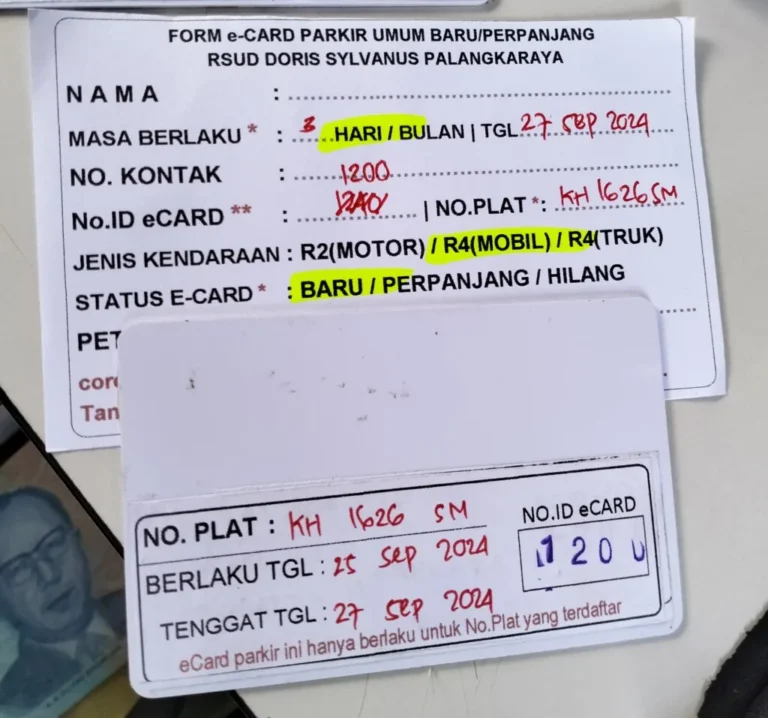 FORM e-CARD PARKIR UMUM BARU/PERPANJANG
RSUD DORIS SYLVANUS PALANGKARAYA
NAMA :
MASA BERLAKU * : 3 HARI / BULAN | TGL 27 SEP 2024
NO. KONTAK : 1200
No.ID eCARD ** : 1240 | NO.PLAT *: KH 1626 SM
JENIS KENDARAAN : R2(MOTOR) / R4(MOBIL) / R4(TRUK)
STATUS E-CARD * : BARU / PERPANJANG / HILANG
PET
Tan
NO. PLAT : KH 1626 SM
NO.ID eCARD
BERLAKU TGL : 25 SEP 2024
1200
TENGGAT TGL : 27 SEP 2024
eCard parkir ini hanya berlaku untuk No.Plat yang terdaftar